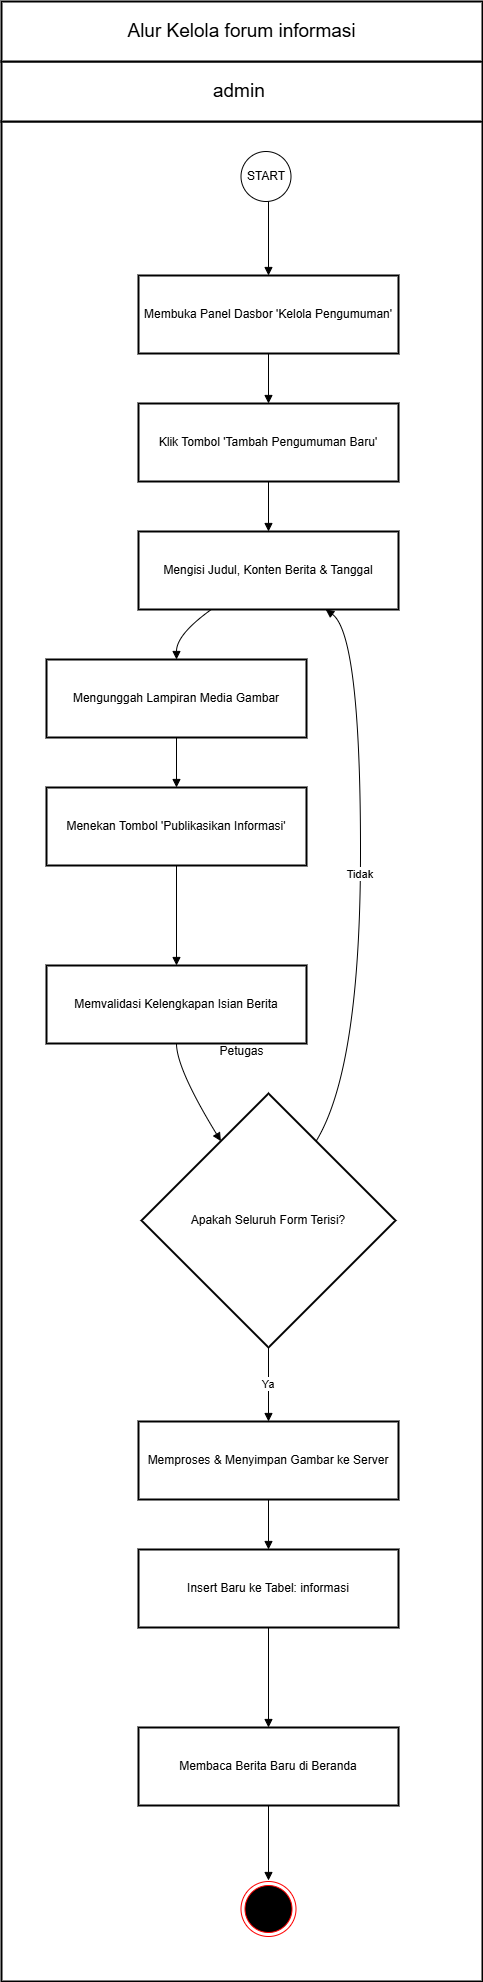 Alur Kelola forum informasi
admin
START
Membuka Panel Dasbor 'Kelola Pengumuman'
Klik Tombol 'Tambah Pengumuman Baru'
Mengisi Judul, Konten Berita & Tanggal
Mengunggah Lampiran Media Gambar
Menekan Tombol 'Publikasikan Informasi'
Tidak
Memvalidasi Kelengkapan Isian Berita
Petugas
Apakah Seluruh Form Terisi?
Ya
Memproses & Menyimpan Gambar ke Server
Insert Baru ke Tabel: informasi
Membaca Berita Baru di Beranda